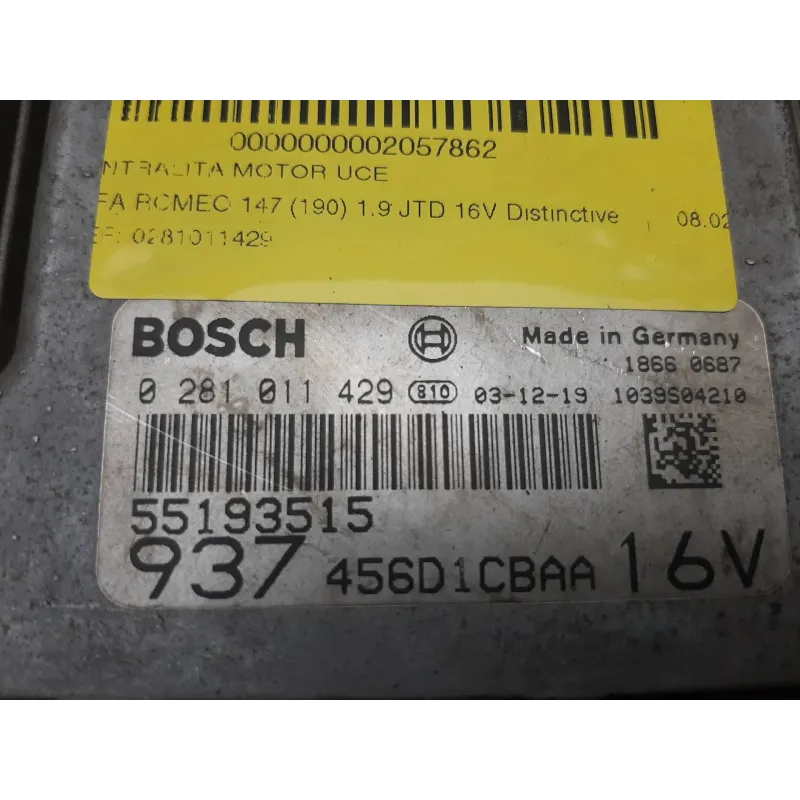 0000000002057862
NTRALITA MOTOR UCE
FA ROMEO 147 (190) 1.9 JTD 16V Distinctive | 08.02
EF: 0281011429
BOSCH Made in Germany
1866 0687
0 281 011 429 810 03-12-19 1039S04210
55193515
937 456D1CBAA 16V